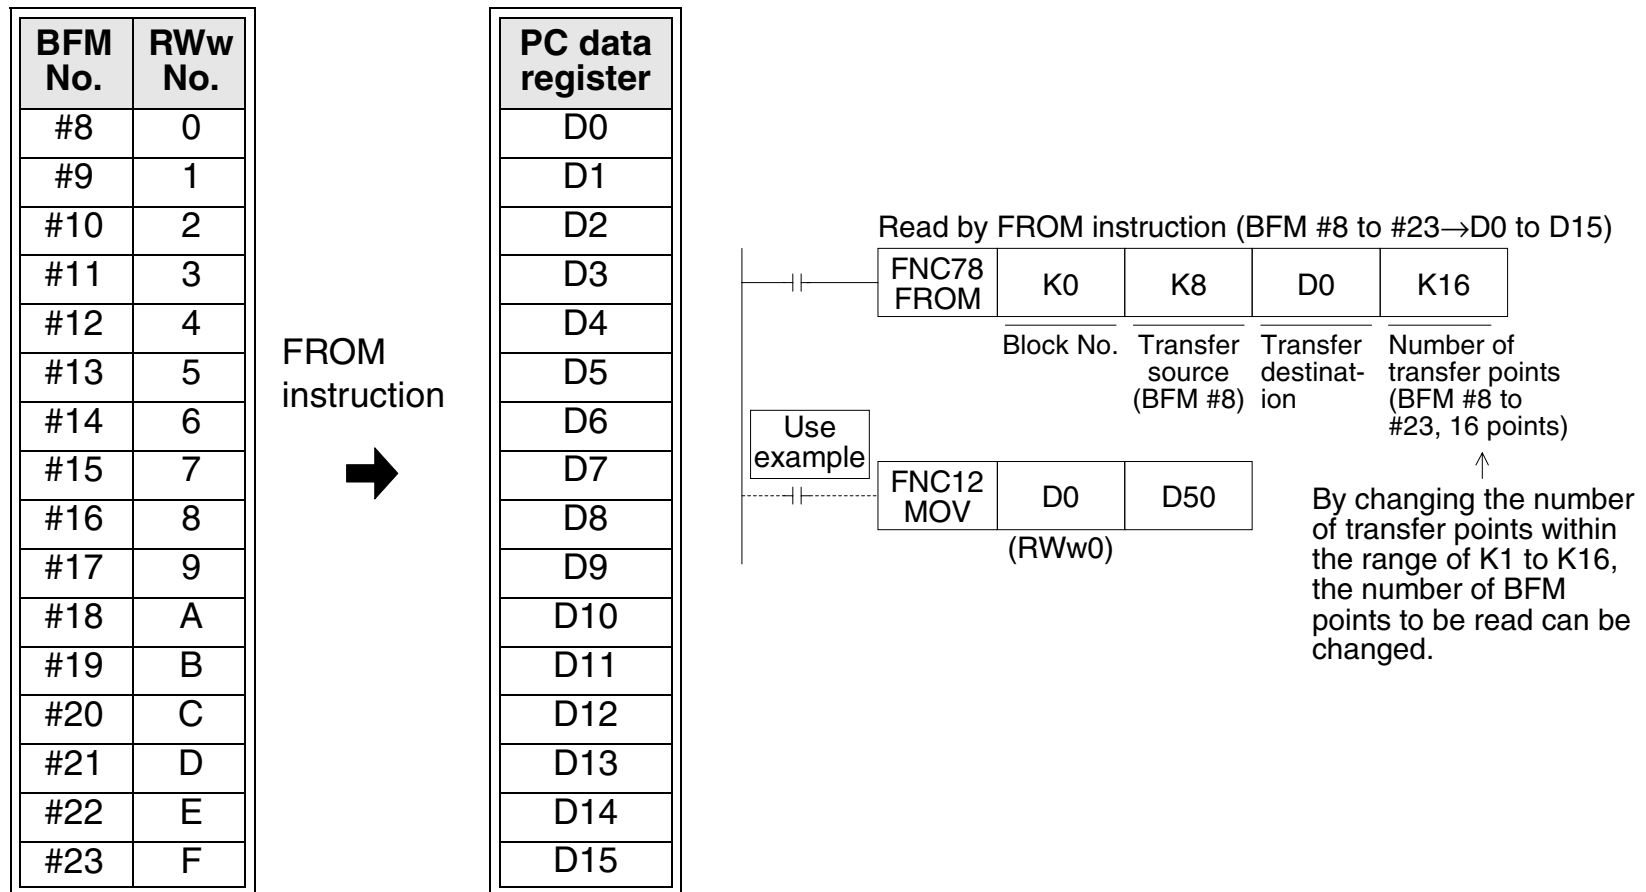 BFM No. RWw No.
#8 0
#9 1
#10 2
#11 3
#12 4
#13 5
#14 6
#15 7
#16 8
#17 9
#18 A
#19 B
#20 C
#21 D
#22 E
#23 F
FROM
instruction
PC data
register
D0
D1
D2
D3
D4
D5
D6
D7
D8
D9
D10
D11
D12
D13
D14
D15
Read by FROM instruction (BFM #8 to #23→D0 to D15)
FNC78
FROM
K0
K8
D0
K16
Block No.
Transfer
source
(BFM #8)
Transfer
destinat-
ion
Number of
transfer points
(BFM #8 to
#23, 16 points)
Use
example
FNC12
MOV
D0
D50
(RWw0)
By changing the number
of transfer points within
the range of K1 to K16,
the number of BFM
points to be read can be
changed.